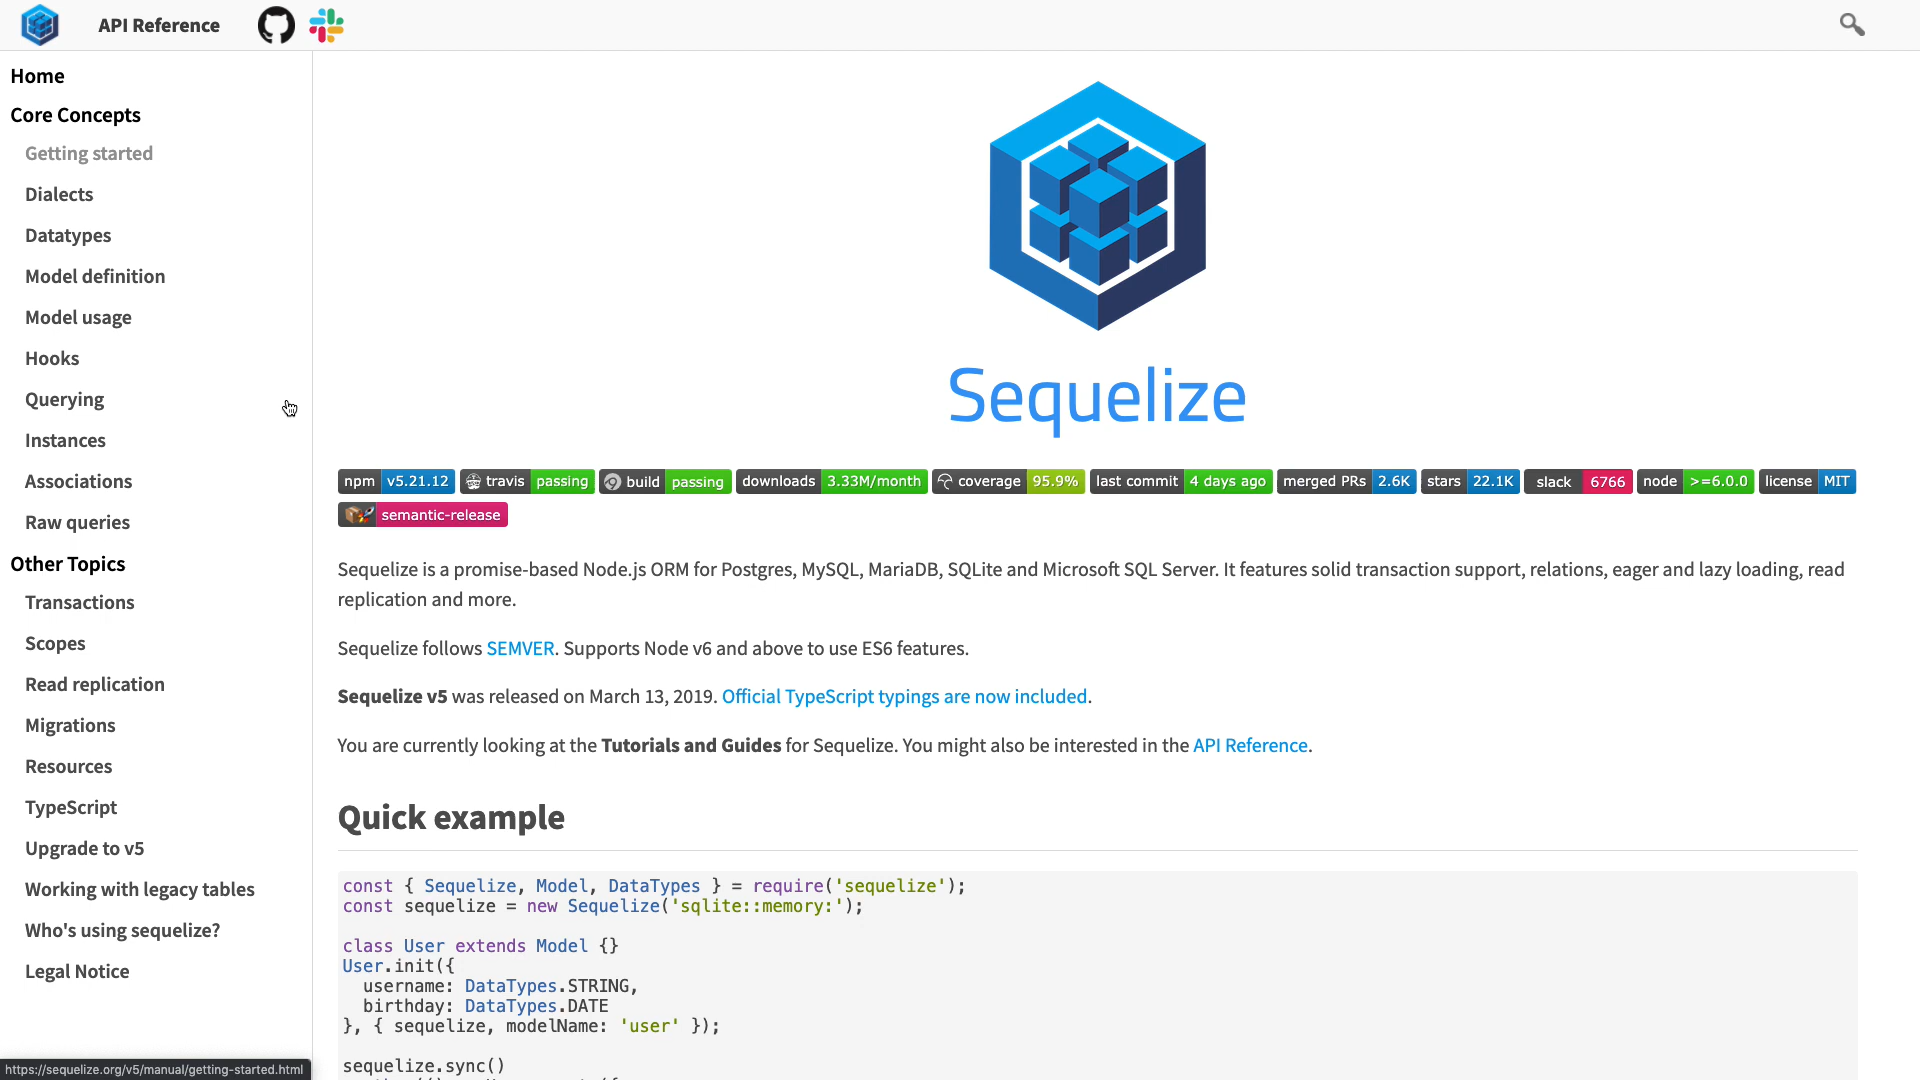 API Reference
Home
Core Concepts
Getting started
Dialects
Datatypes
Model definition
Model usage
Hooks
Querying
Instances
Associations
Raw queries
Other Topics
Transactions
Scopes
Read replication
Migrations
Resources
TypeScript
Upgrade to v5
Working with legacy tables
Who's using sequelize?
Legal Notice
https://sequelize.org/v5/manual/getting-started.html
Sequelize
npm v5.21.12 travis passing build passing downloads 3.33M/month coverage 95.9% last commit 4 days ago merged PRs 2.6K stars 22.1K slack 6766 node >=6.0.0 license MIT
semantic-release
Sequelize is a promise-based Node.js ORM for Postgres, MySQL, MariaDB, SQLite and Microsoft SQL Server. It features solid transaction support, relations, eager and lazy loading, read
replication and more.
Sequelize follows SEMVER. Supports Node v6 and above to use ES6 features.
Sequelize v5 was released on March 13, 2019. Official TypeScript typings are now included.
You are currently looking at the Tutorials and Guides for Sequelize. You might also be interested in the API Reference.
Quick example
const { Sequelize, Model, DataTypes } = require('sequelize');
const sequelize = new Sequelize('sqlite::memory:');
class User extends Model {}
User.init({
  username: DataTypes.STRING,
  birthday: DataTypes.DATE
}, { sequelize, modelName: 'user' });
sequelize.sync()